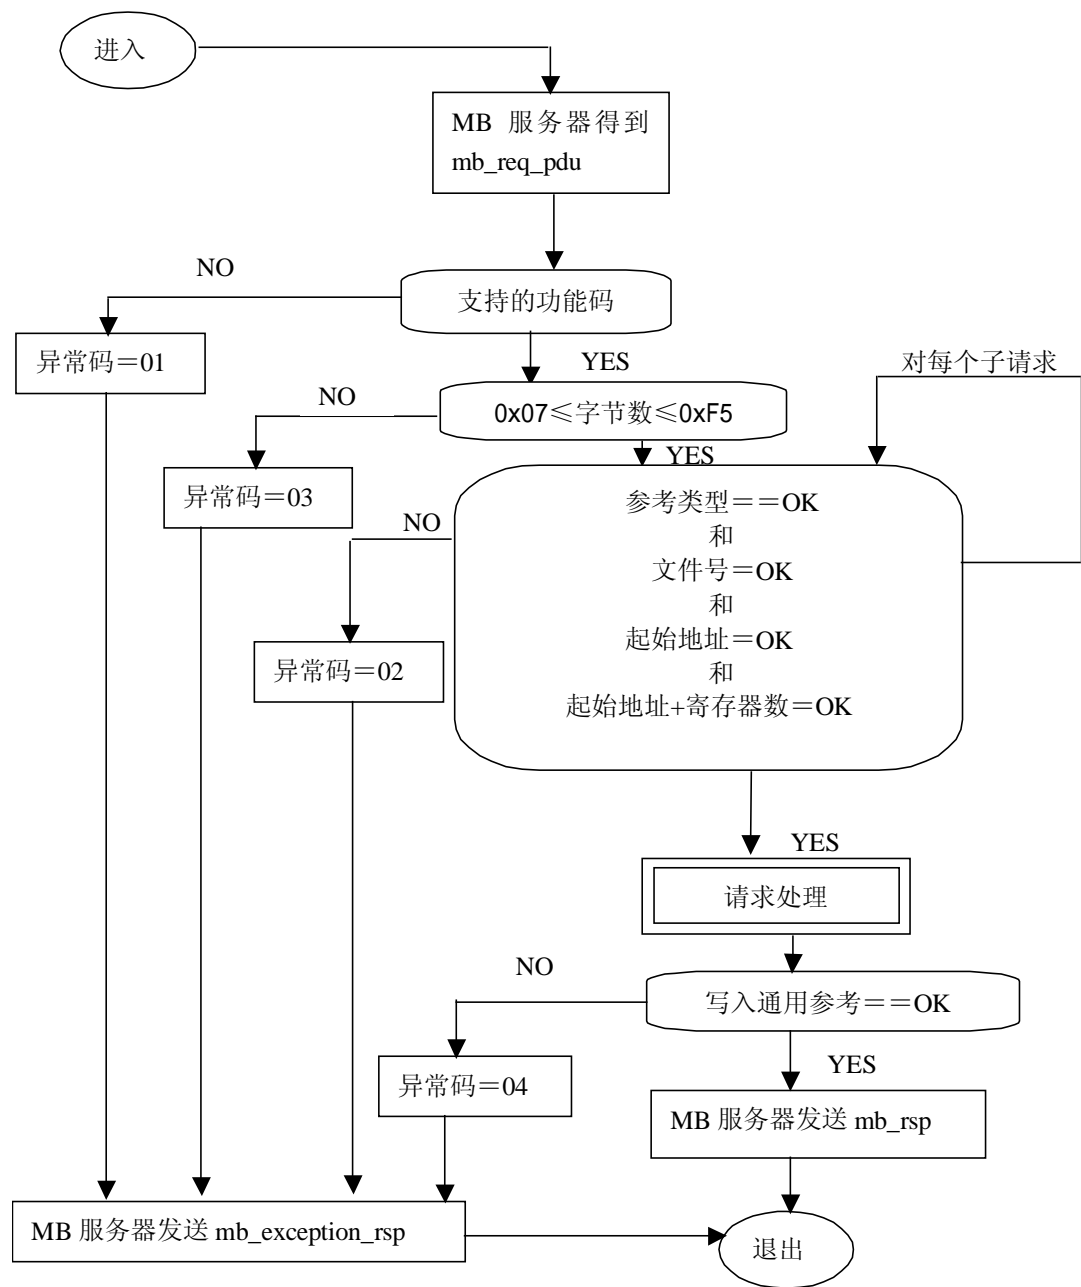 进入
MB 服务器得到
mb_req_pdu
NO
支持的功能码
异常码＝01
YES
对每个子请求
NO
0x07≤字节数≤0xF5
YES
异常码＝03
参考类型＝＝OK
NO
和
文件号＝OK
和
起始地址＝OK
异常码＝02
和
起始地址+寄存器数＝OK
YES
请求处理
NO
写入通用参考＝＝OK
YES
异常码＝04
MB 服务器发送 mb_rsp
MB 服务器发送 mb_exception_rsp
退出